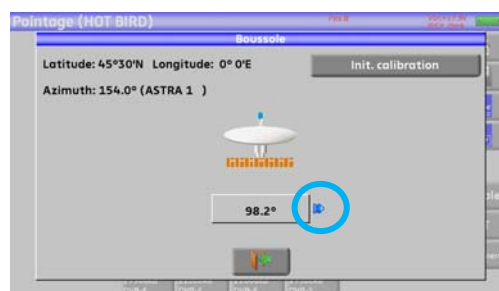 Pointage (HOT BIRD)
Boussole
Latitude: 45°30'N Longitude: 0° 0'E
Init. calibration
Azimuth: 154.0° (ASTRA 1 )
98.2°